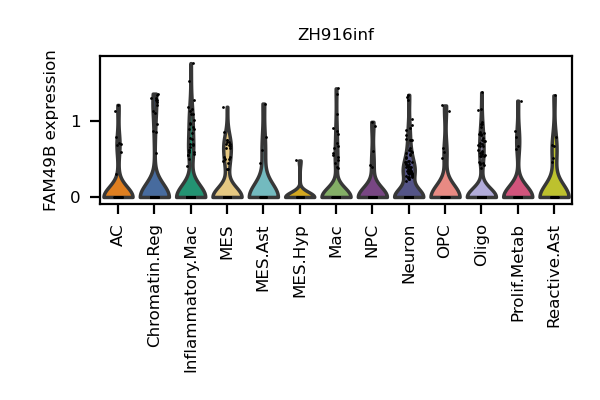 ZH916inf
FAM49B expression
1
0
AC
Chromatin.Reg
Inflammatory.Mac
MES
MES.Ast
MES.Hyp
Mac
NPC
Neuron
OPC
Oligo
Prolif.Metab
Reactive.Ast